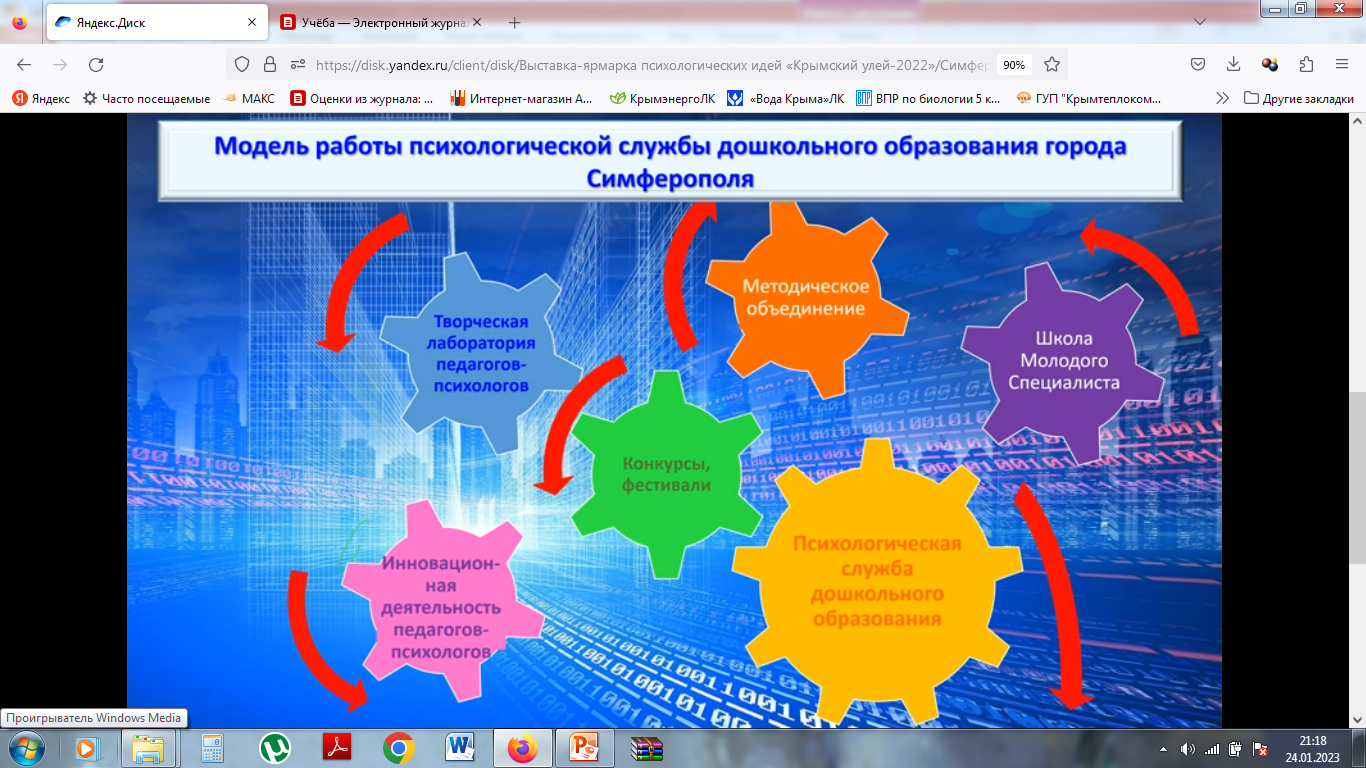 Яндекс.Диск
Учёба — Электронный журна
https://disk.yandex.ru/client/disk/Выставка-ярмарка психологических идей «Крымский улей-2022»/Симфер
90%
Яндекс
Часто посещаемые
МАКС
Оценки из журнала: ...
Интернет-магазин А...
КрымэнергоЛК
«Вода Крыма»ЛК
ВПР по биологии 5 к...
ГУП "Крымтеплоком...
Другие закладки
Модель работы психологической службы дошкольного образования города
Симферополя
Творческая
лаборатория
педагогов-
психологов
Методическое
объединение
Школа
Молодого
Специалиста
Конкурсы,
фестивали
Инновацион-
ная
деятельность
педагогов-
психологов
Психологическая
служба
дошкольного
образования
Проигрыватель Windows Media
21:18
24.01.2023